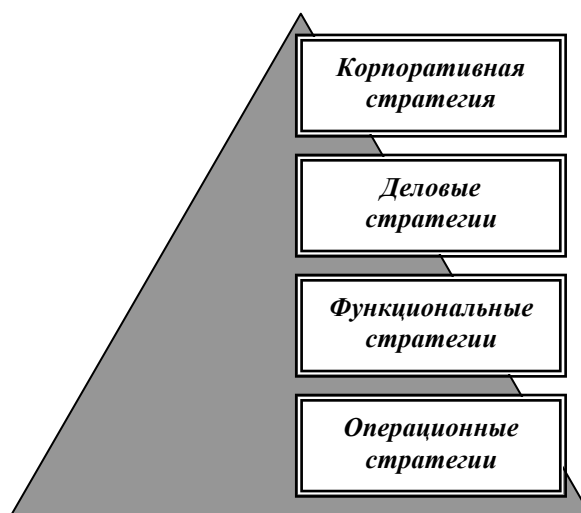 Корпоративная
стратегия
Деловые
стратегии
Функциональные
стратегии
Операционные
стратегии